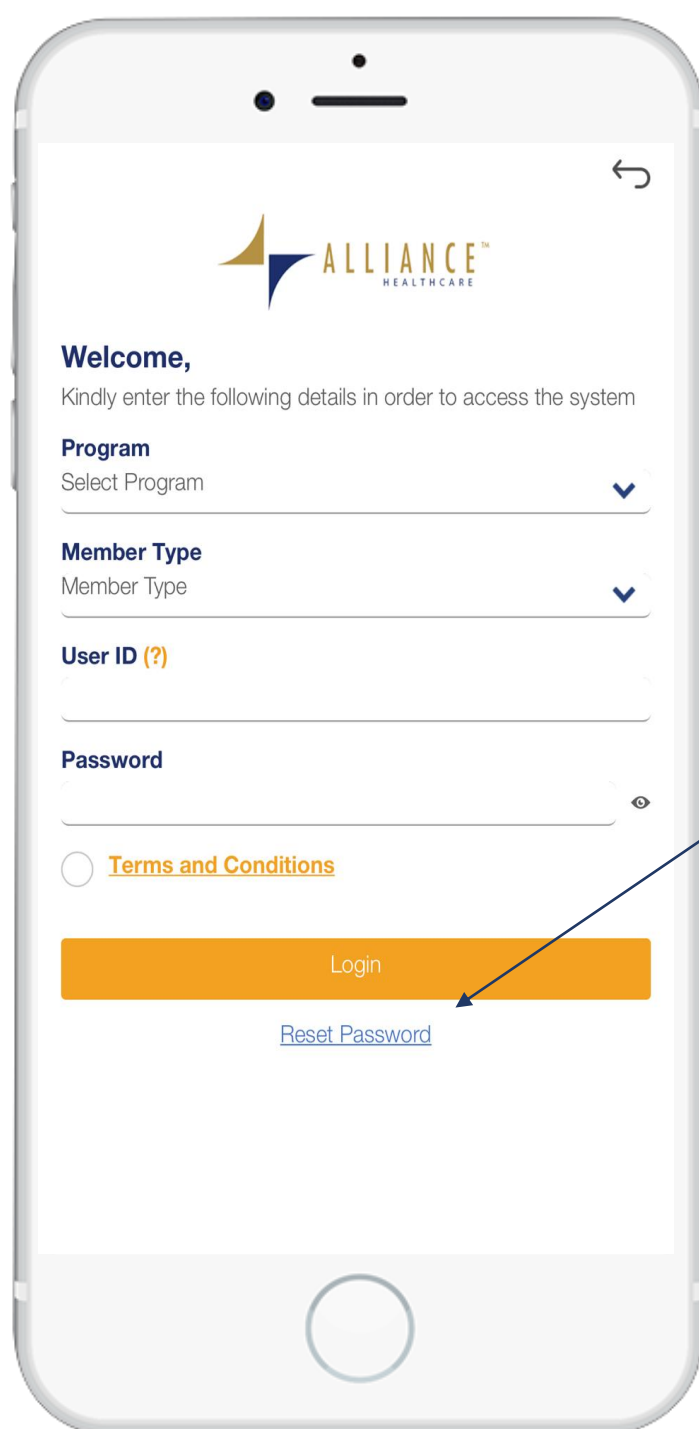 ALLIANCE™
HEALTHCARE
Welcome,
Kindly enter the following details in order to access the system
Program
Select Program
Member Type
Member Type
User ID (?)
Password
Terms and Conditions
Login
Reset Password